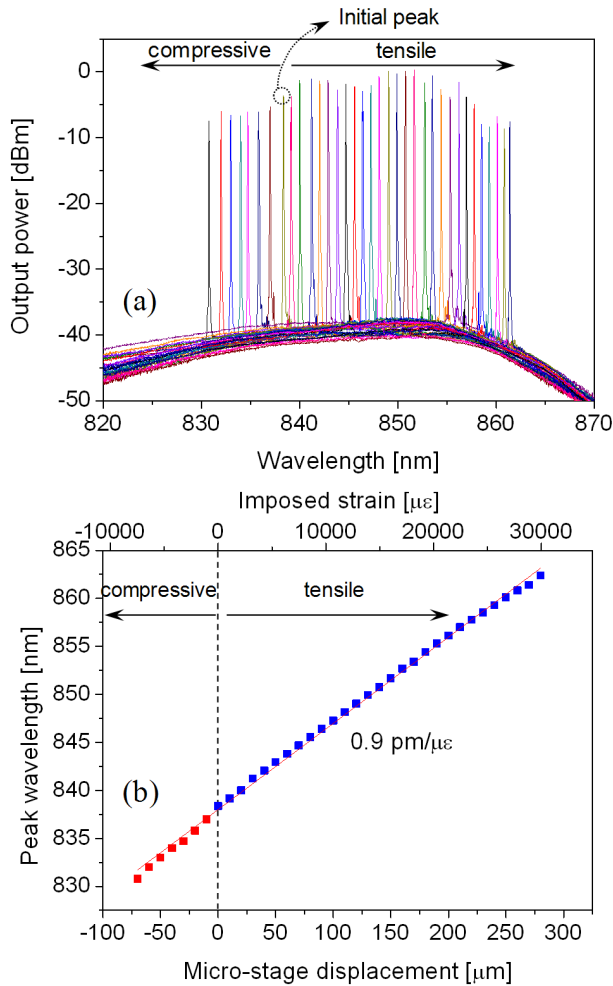 Initial peak
compressive tensile
0
-10
-20
-30
-40
-50
Output power [dBm]
(a)
820 830 840 850 860 870
Wavelength [nm]
Imposed strain [με]
-10000 0 10000 20000 30000
865
860
855
850
845
840
835
830
Peak wavelength [nm]
compressive tensile
0.9 pm/με
(b)
-100 -50 0 50 100 150 200 250 300
Micro-stage displacement [μm]